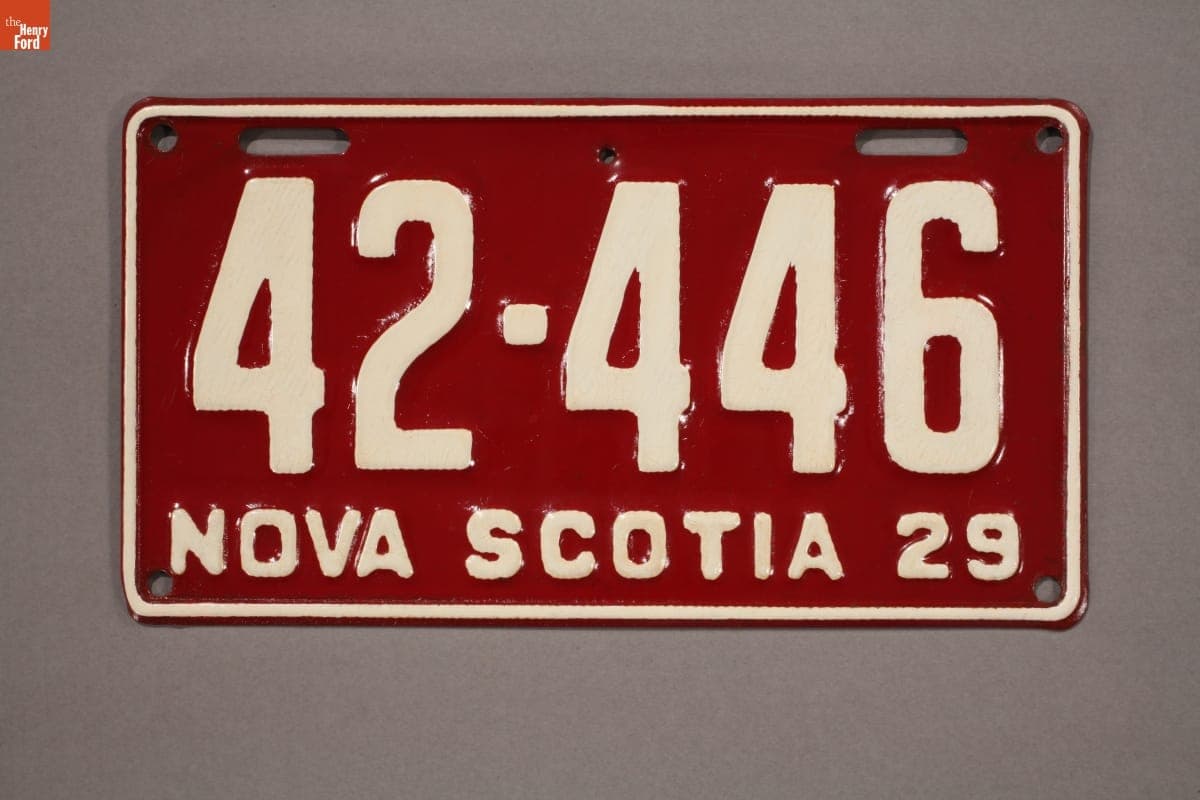 the
Henry
Ford
42-446
NOVA SCOTIA 29